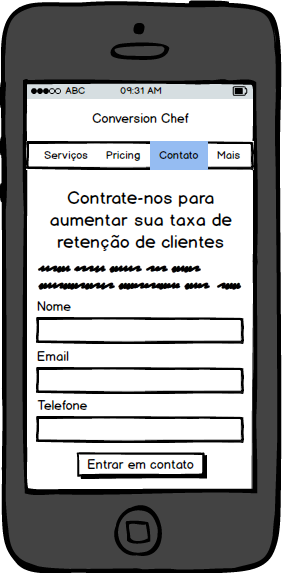 ABC 09:31 AM
Conversion Chef
Serviços Pricing Contato Mais
Contrate-nos para
aumentar sua taxa de
retenção de clientes
Nome
Email
Telefone
Entrar em contato